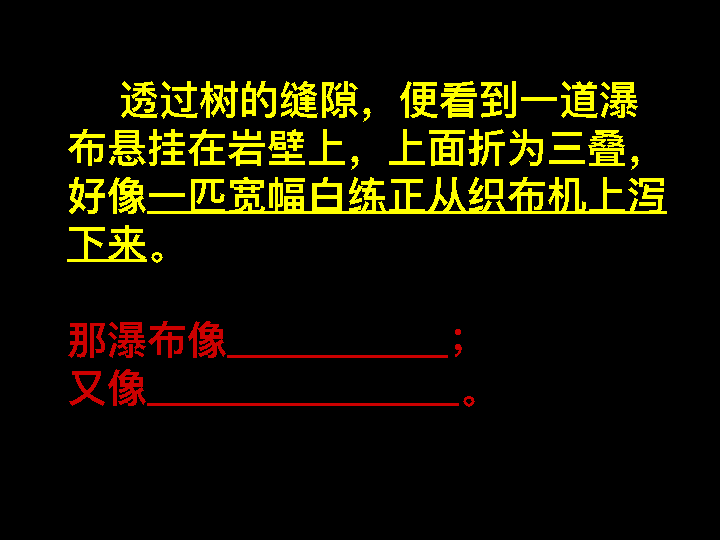 透过树的缝隙，便看到一道瀑
布悬挂在岩壁上，上面折为三叠，
好像一匹宽幅白练正从织布机上泻
下来。
那瀑布像___________；
又像________________。